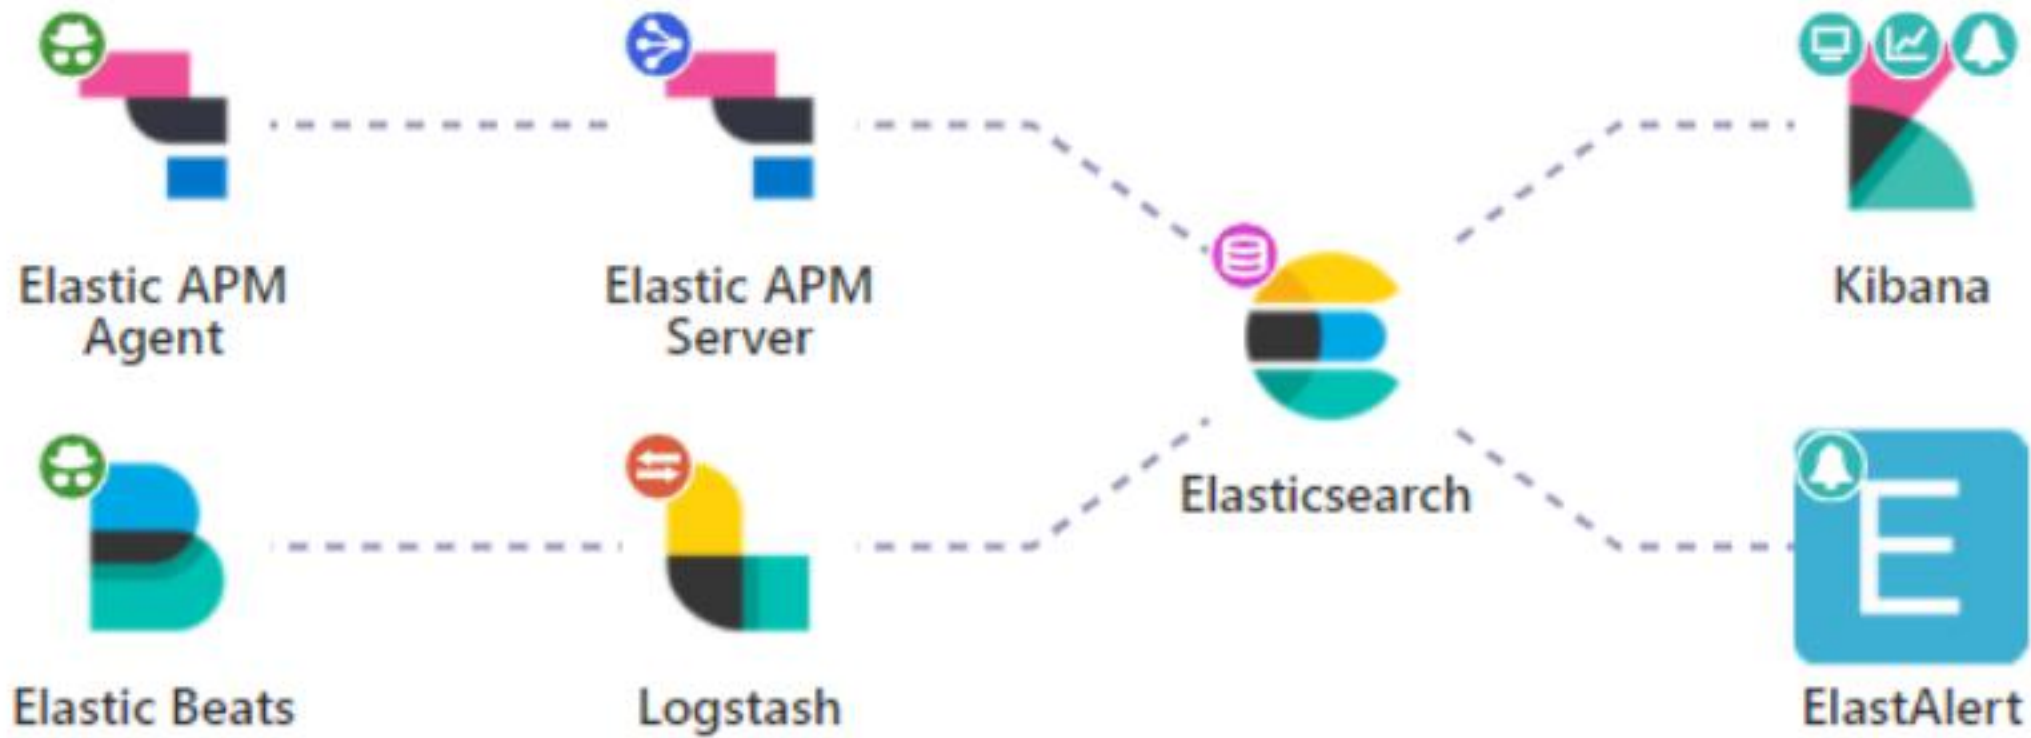 Elastic APM
Agent
Elastic APM
Server
Kibana
Elasticsearch
Elastic Beats
Logstash
E
ElastAlert